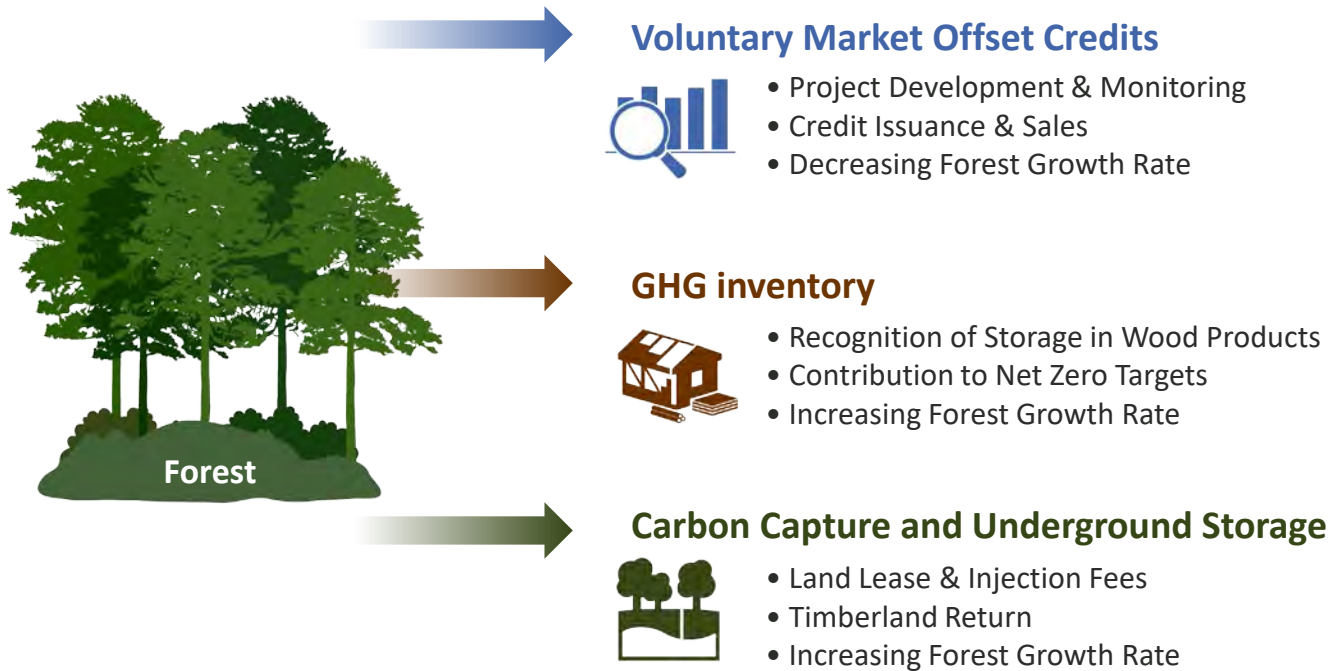 Voluntary Market Offset Credits
• Project Development & Monitoring
• Credit Issuance & Sales
• Decreasing Forest Growth Rate
GHG inventory
• Recognition of Storage in Wood Products
• Contribution to Net Zero Targets
• Increasing Forest Growth Rate
Forest
Carbon Capture and Underground Storage
• Land Lease & Injection Fees
• Timberland Return
• Increasing Forest Growth Rate